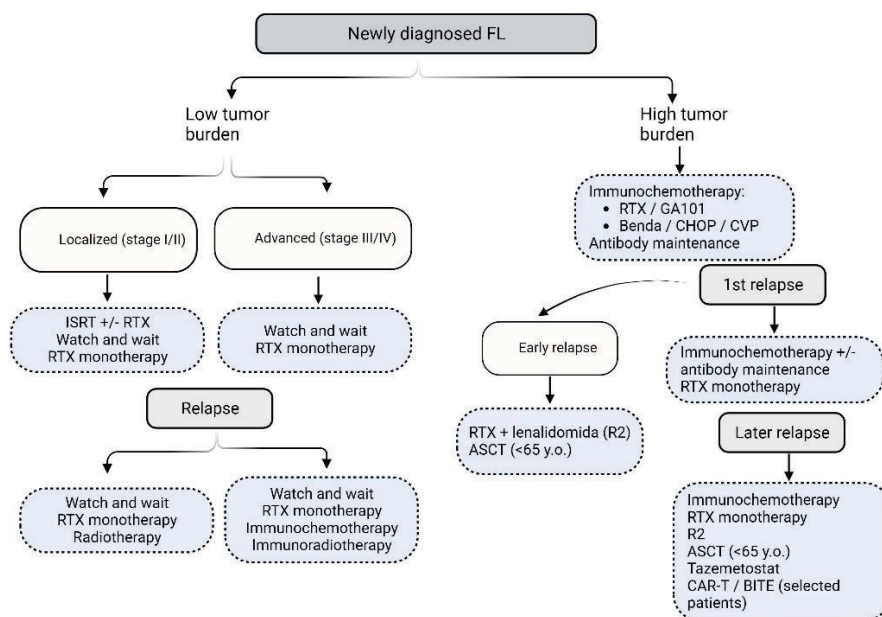 Newly diagnosed FL
Low tumor
burden
High tumor
burden
Localized (stage I/II)
Advanced (stage III/IV)
Immunochemotherapy:
• RTX / GA101
• Benda / CHOP / CVP
Antibody maintenance
ISRT +/- RTX
Watch and wait
RTX monotherapy
Watch and wait
RTX monotherapy
1st relapse
Early relapse
Immunochemotherapy +/-
antibody maintenance
RTX monotherapy
Relapse
RTX + lenalidomida (R2)
ASCT (<65 y.o.)
Later relapse
Watch and wait
RTX monotherapy
Radiotherapy
Watch and wait
RTX monotherapy
Immunochemotherapy
Immunoradiotherapy
Immunochemotherapy
RTX monotherapy
R2
ASCT (<65 y.o.)
Tazemetostat
CAR-T / BITE (selected
patients)